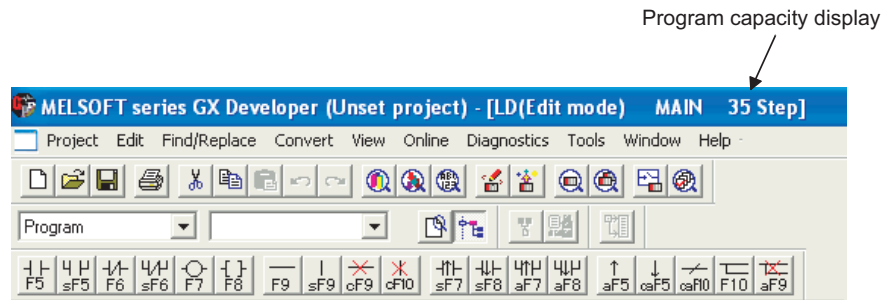 Program capacity display
MELSOFT series GX Developer (Unset project) - [LD(Edit mode) MAIN 35 Step]
Project Edit Find/Replace Convert View Online Diagnostics Tools Window Help
Program
F5 sF5 F6 sF6 F7 F8 F9 sF9 cF9 cF10 sF7 sF8 aF7 aF8 aF5 caF5 caF10 F10 aF9